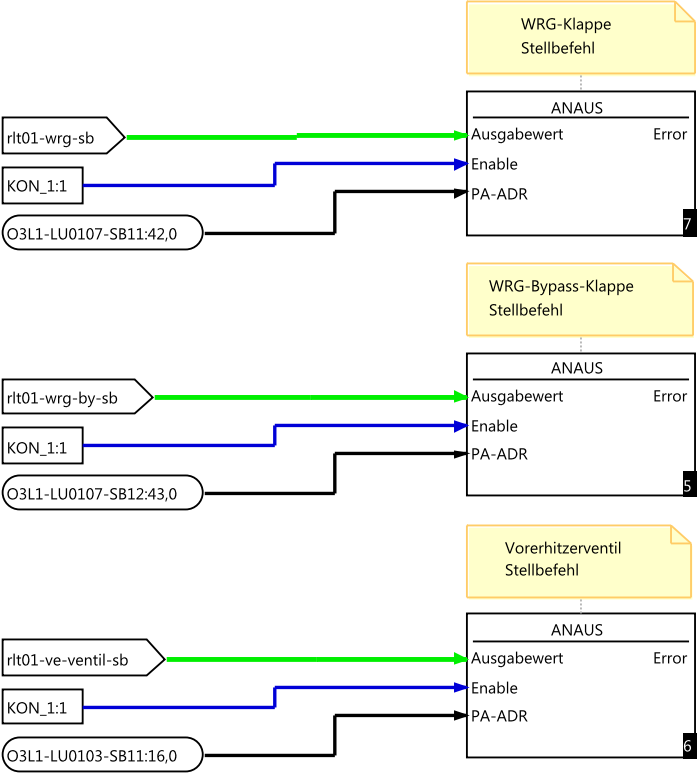 WRG-Klappe
Stellbefehl
ANAUS
rlt01-wrg-sb
Ausgabewert Error
KON_1:1
Enable
O3L1-LU0107-SB11:42,0
PA-ADR
7
WRG-Bypass-Klappe
Stellbefehl
ANAUS
rlt01-wrg-by-sb
Ausgabewert Error
KON_1:1
Enable
O3L1-LU0107-SB12:43,0
PA-ADR
5
Vorerhitzerventil
Stellbefehl
ANAUS
rlt01-ve-ventil-sb
Ausgabewert Error
KON_1:1
Enable
O3L1-LU0103-SB11:16,0
PA-ADR
6